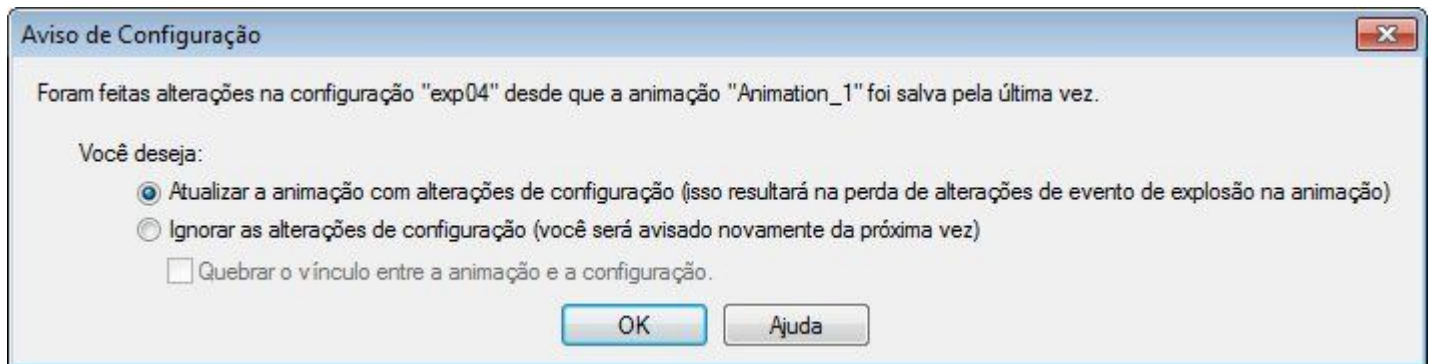 Aviso de Configuração
Foram feitas alterações na configuração "exp04" desde que a animação "Animation_1" foi salva pela última vez.
Você deseja:
Atualizar a animação com alterações de configuração (isso resultará na perda de alterações de evento de explosão na animação)
Ignorar as alterações de configuração (você será avisado novamente da próxima vez)
Quebrar o vínculo entre a animação e a configuração.
OK Ajuda